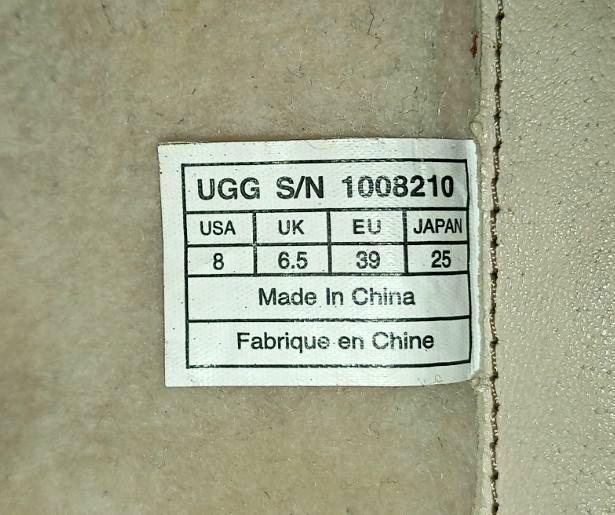 UGG S/N 1008210
USA UK EU JAPAN
8 6.5 39 25
Made In China
Fabrique en Chine